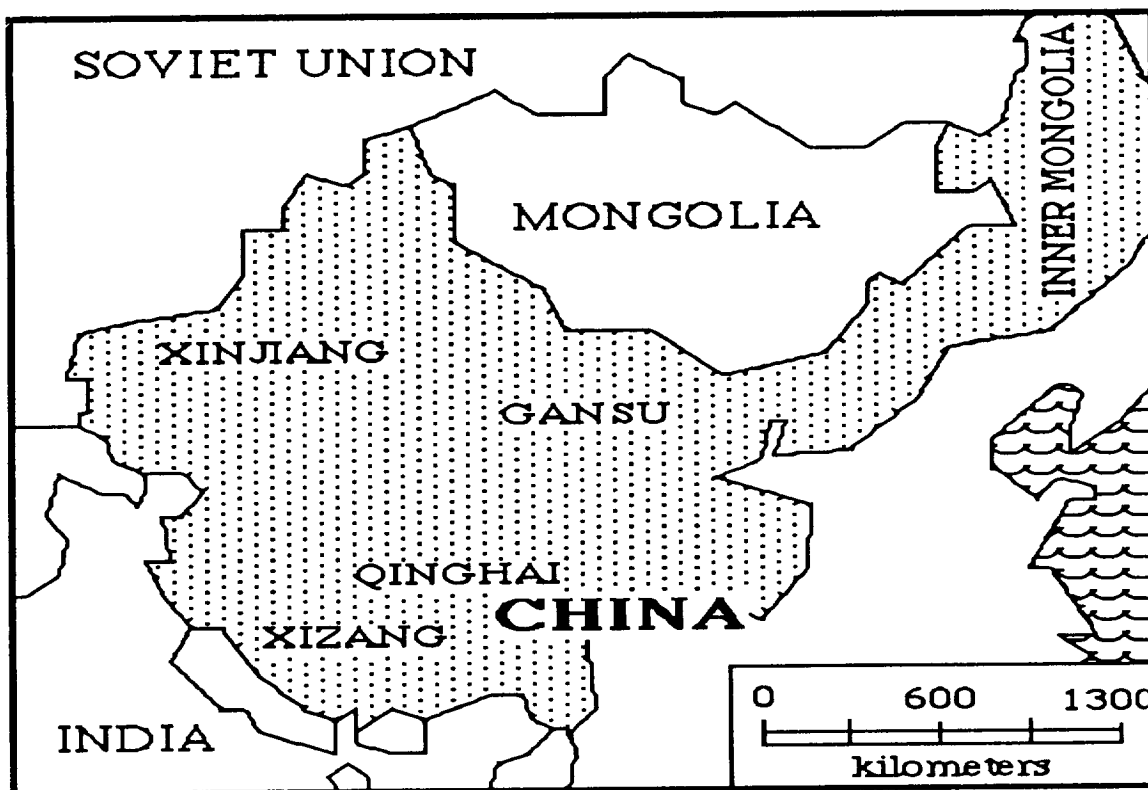 SOVIET UNION
INNER MONGOLIA
MONGOLIA
XINJIANG
GANSU
QINGHAI
CHINA
XIZANG
INDIA
0 600 1300
kilometers